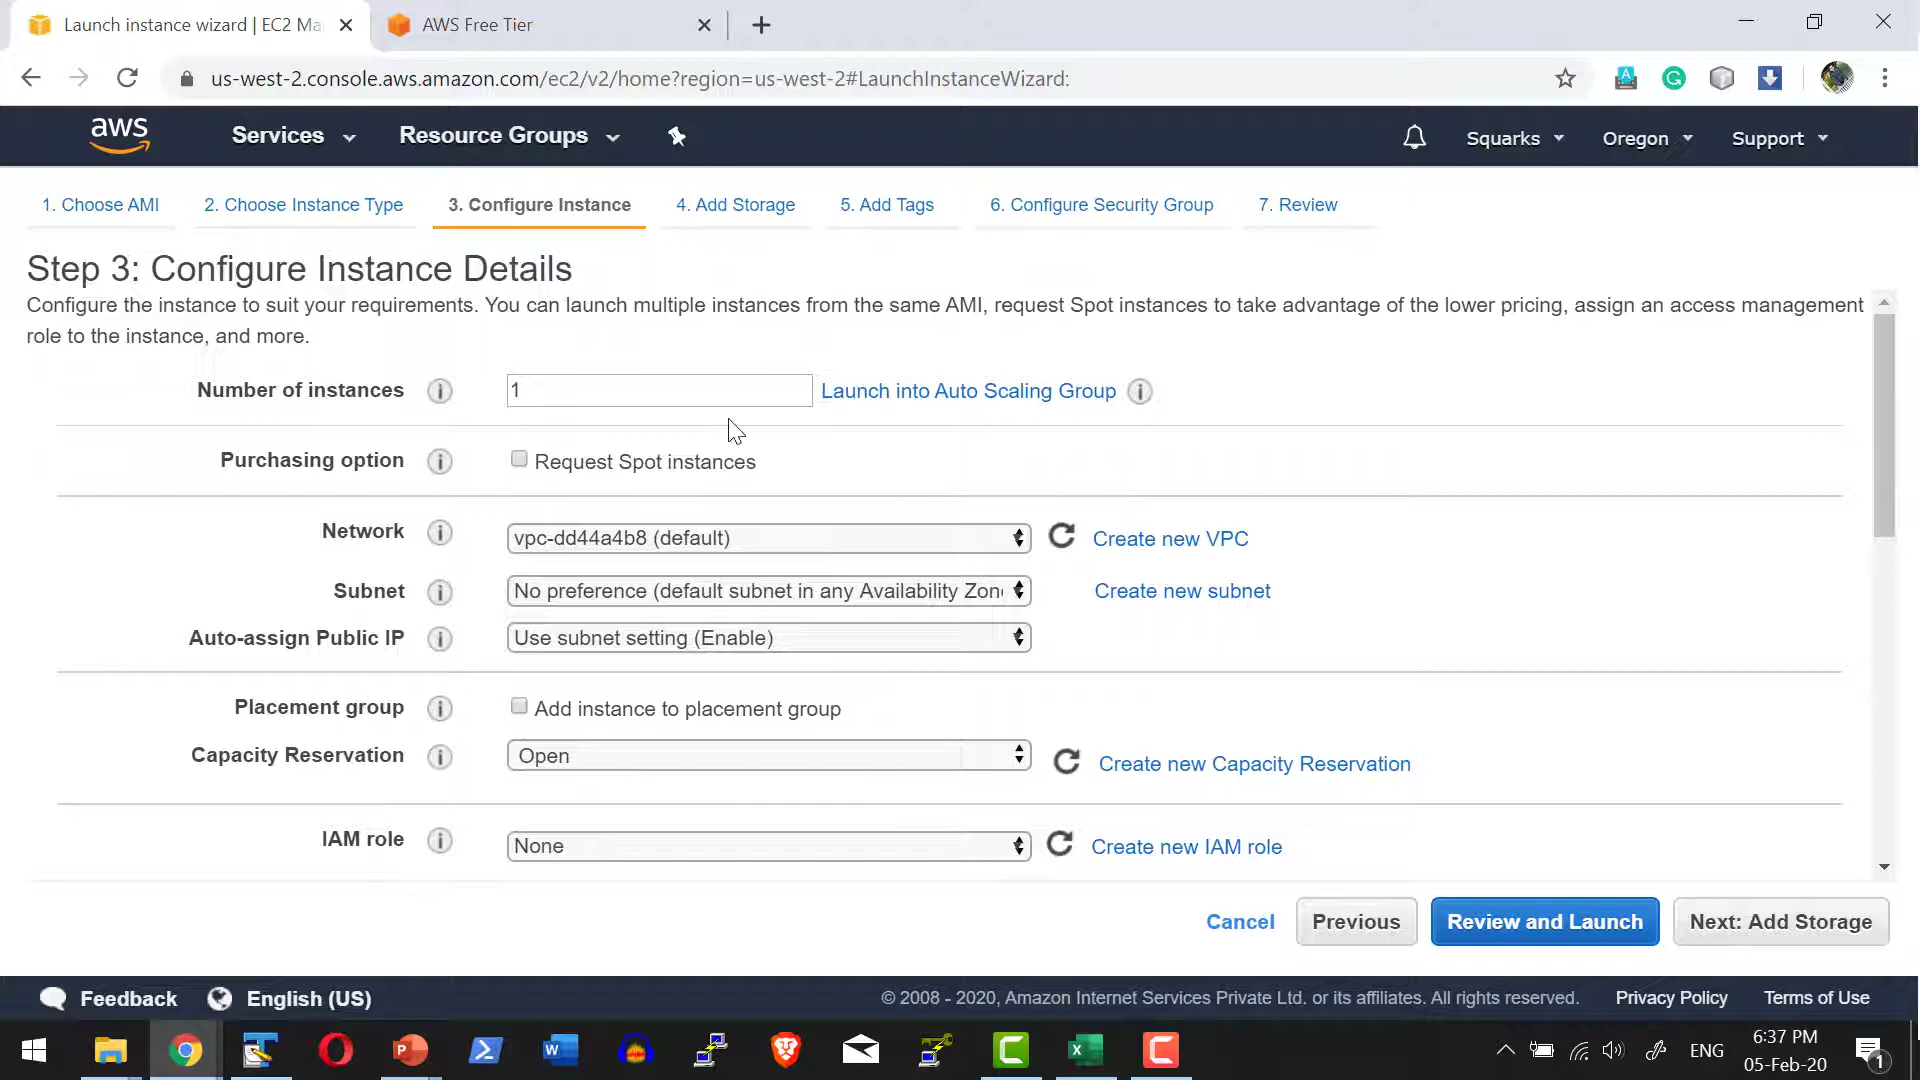 Launch instance wizard | EC2 Ma
AWS Free Tier
us-west-2.console.aws.amazon.com/ec2/v2/home?region=us-west-2#LaunchInstanceWizard:
aws
Services
Resource Groups
Squarks
Oregon
Support
1. Choose AMI
2. Choose Instance Type
3. Configure Instance
4. Add Storage
5. Add Tags
6. Configure Security Group
7. Review
Step 3: Configure Instance Details
Configure the instance to suit your requirements. You can launch multiple instances from the same AMI, request Spot instances to take advantage of the lower pricing, assign an access management
role to the instance, and more.
Number of instances
1
Launch into Auto Scaling Group
Purchasing option
Request Spot instances
Network
vpc-dd44a4b8 (default)
Create new VPC
Subnet
No preference (default subnet in any Availability Zone
Create new subnet
Auto-assign Public IP
Use subnet setting (Enable)
Placement group
Add instance to placement group
Capacity Reservation
Open
Create new Capacity Reservation
IAM role
None
Create new IAM role
Cancel
Previous
Review and Launch
Next: Add Storage
Feedback
English (US)
© 2008 - 2020, Amazon Internet Services Private Ltd. or its affiliates. All rights reserved.
Privacy Policy
Terms of Use
ENG
6:37 PM
05-Feb-20
1